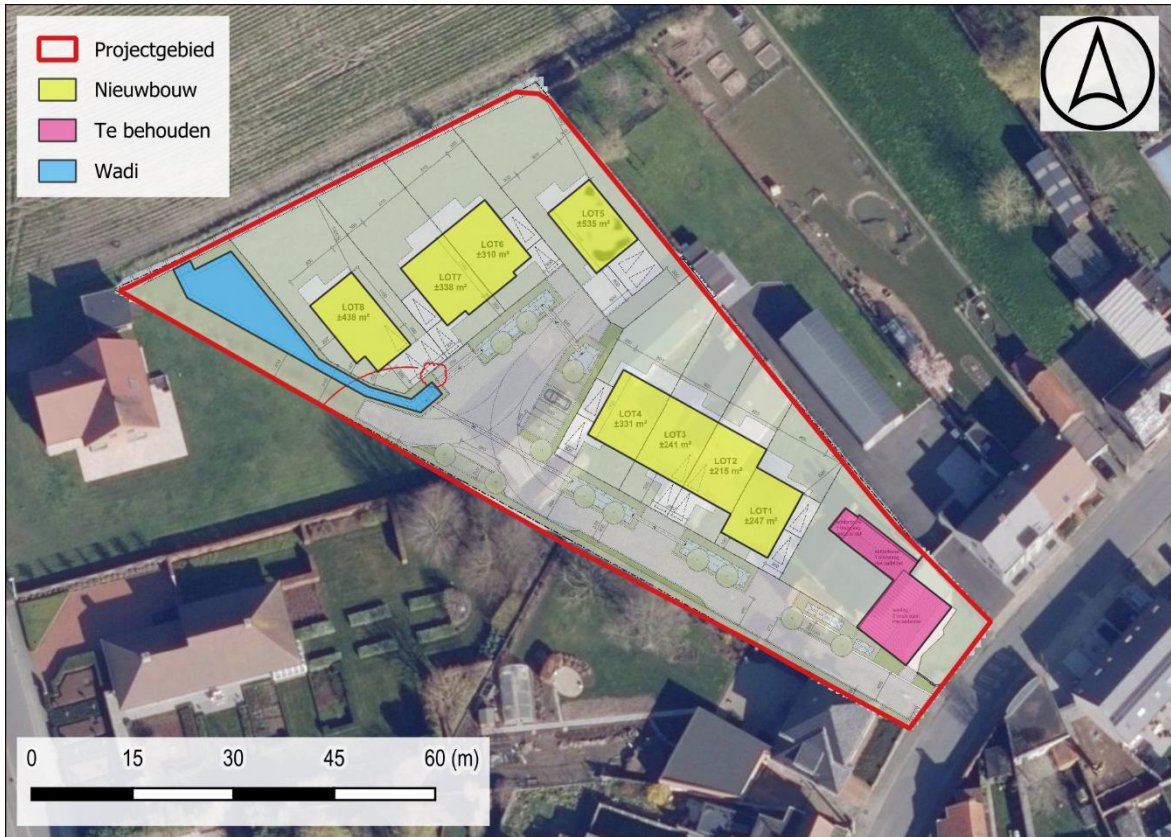 Projectgebied
Nieuwbouw
Te behouden
Wadi
LOT5
±535 m²
LOT6
±310 m²
LOT7
±338 m²
LOT8
±438 m²
LOT4
±331 m²
LOT3
±241 m²
LOT2
±215 m²
LOT1
±247 m²
0 15 30 45 60 (m)